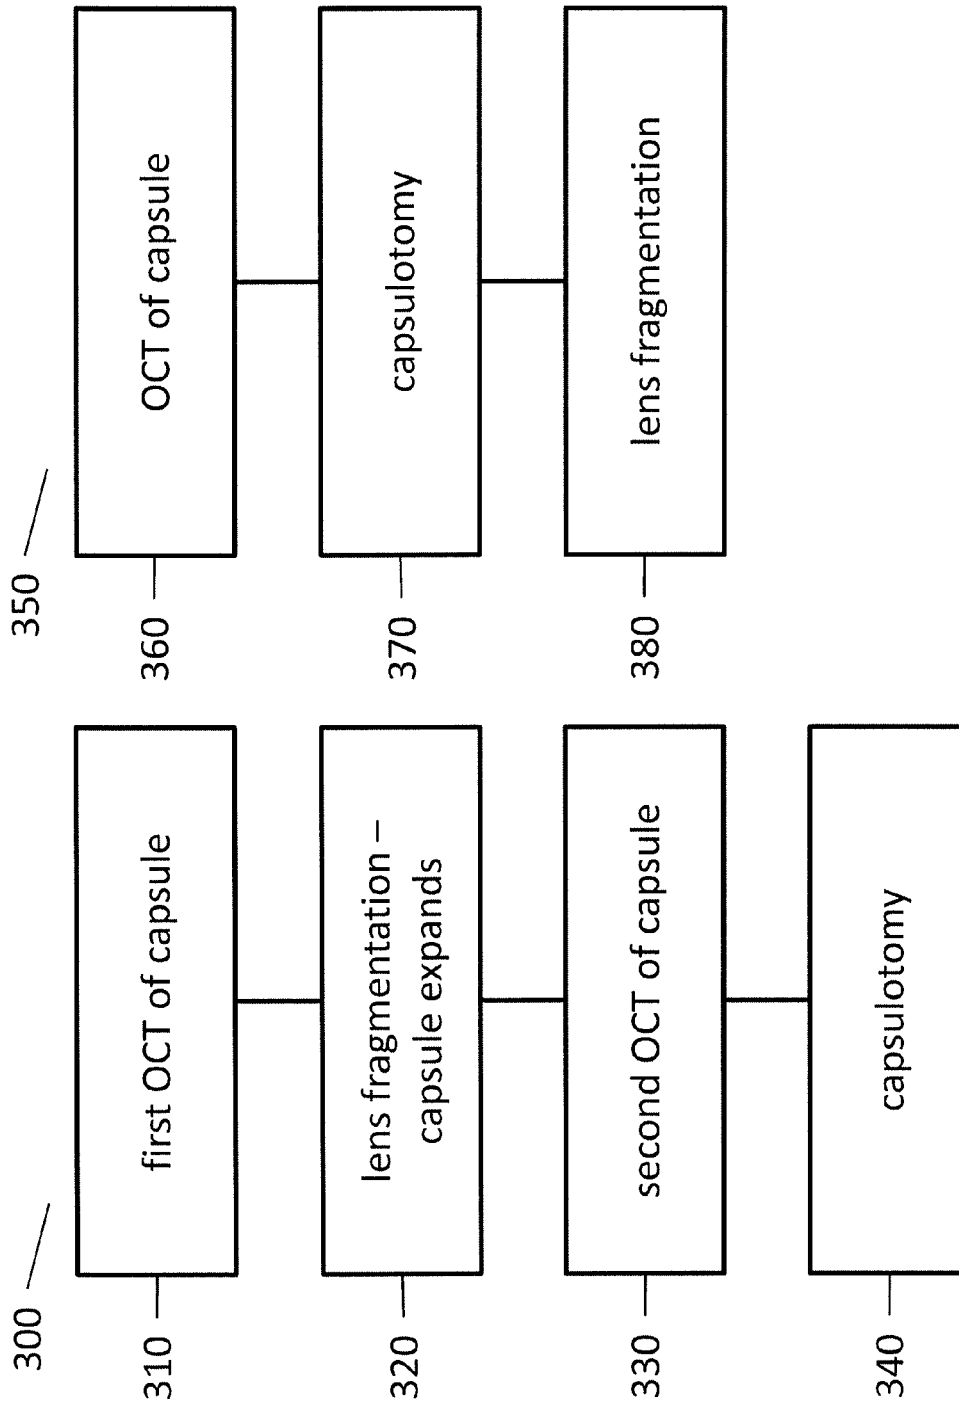 300
310
first OCT of capsule
320
lens fragmentation –
capsule expands
330
second OCT of capsule
340
capsulotomy
350
360
OCT of capsule
370
capsulotomy
380
lens fragmentation